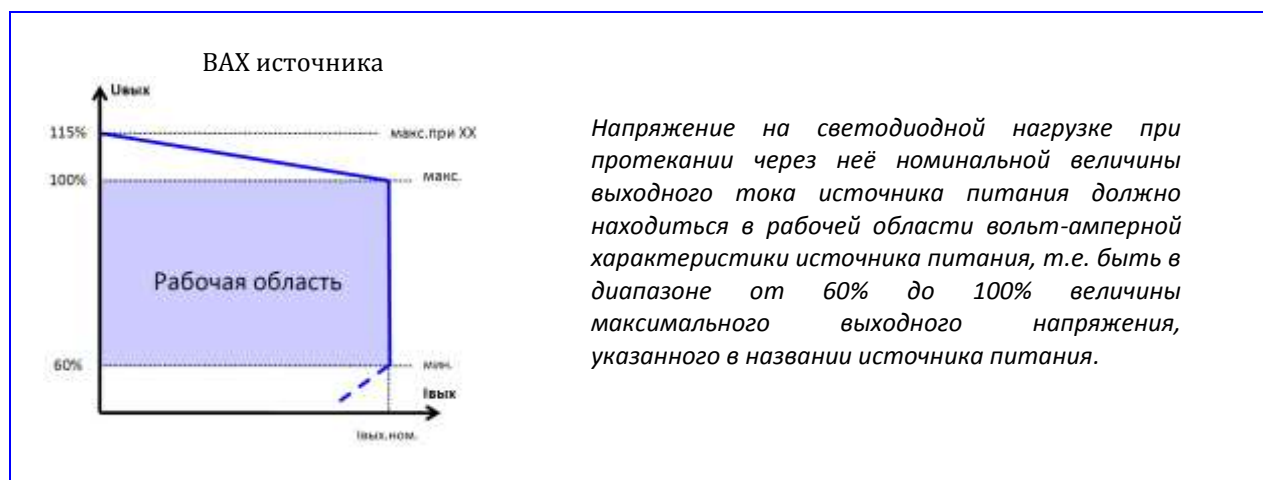 ВАХ источника
Uвых
115%
макс.при ХХ
100%
макс.
Рабочая область
60%
мин.
Iвых
Iвых.ном.
Напряжение на светодиодной нагрузке при
протекании через неё номинальной величины
выходного тока источника питания должно
находиться в рабочей области вольт-амперной
характеристики источника питания, т.е. быть в
диапазоне от 60% до 100% величины
максимального выходного напряжения,
указанного в названии источника питания.